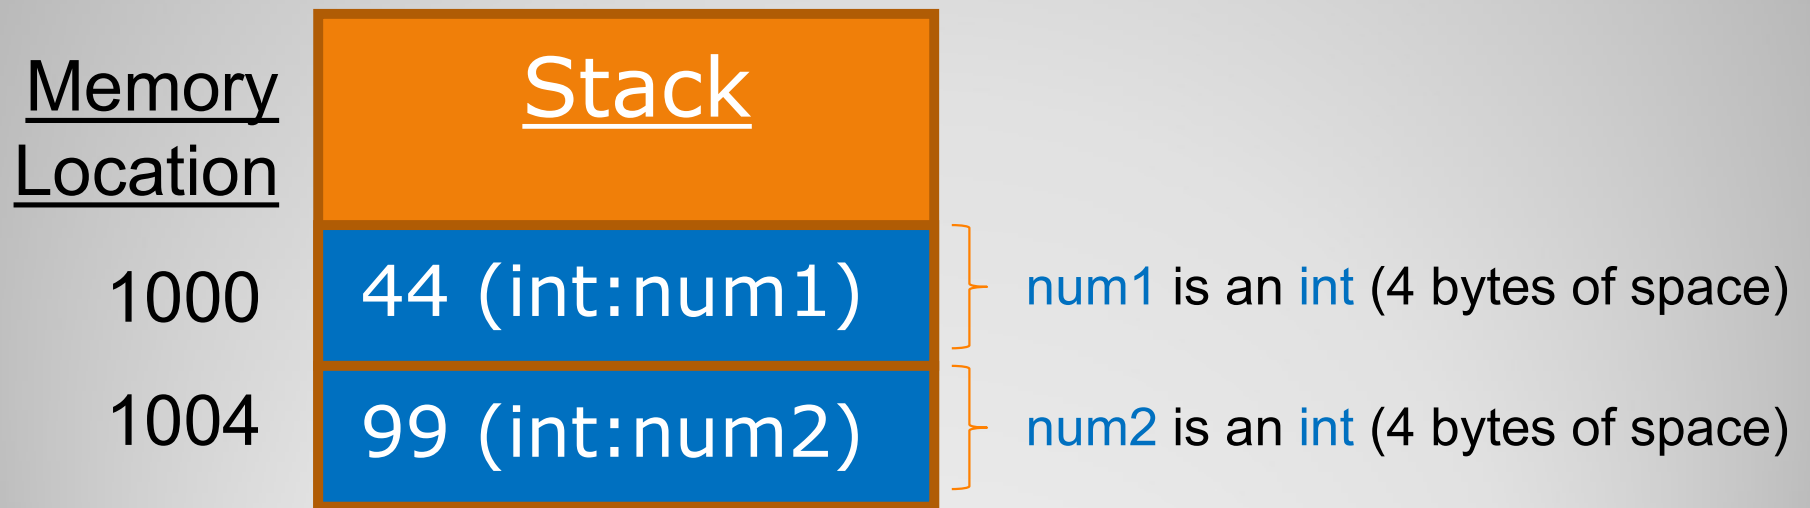 Memory
Location
Stack
1000
44 (int:num1)
num1 is an int (4 bytes of space)
1004
99 (int:num2)
num2 is an int (4 bytes of space)